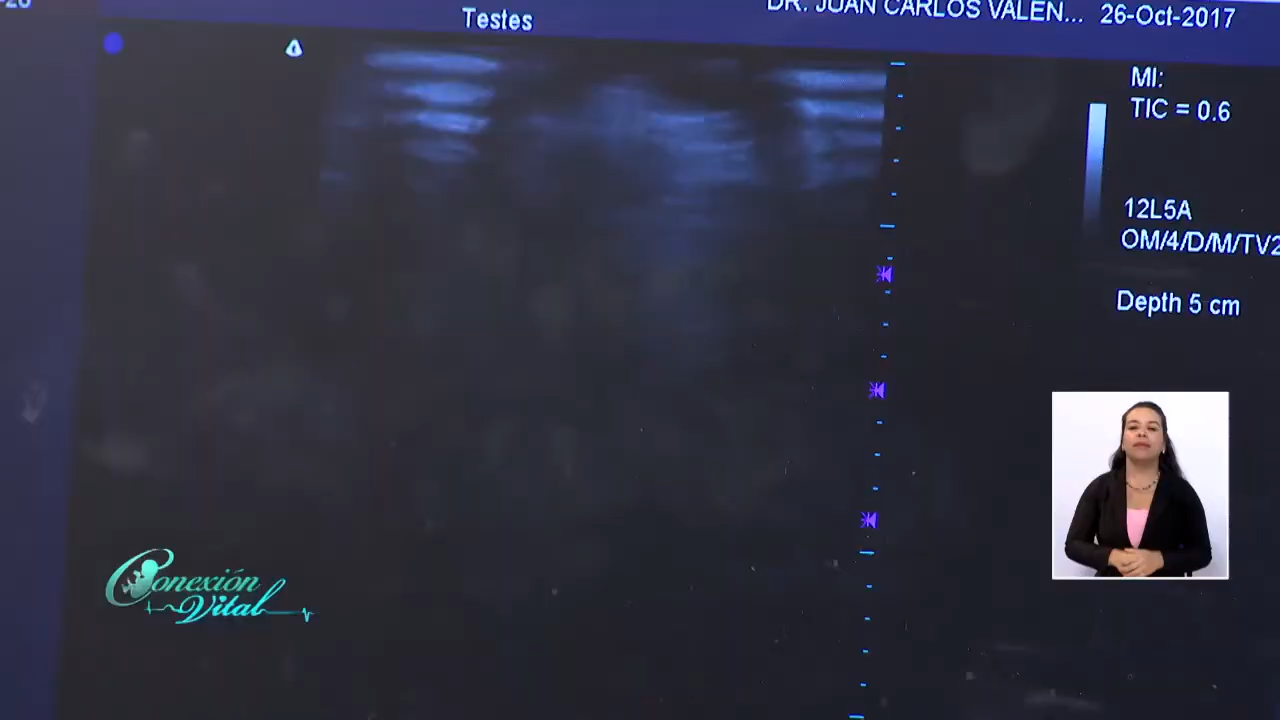 Testes
DR. JUAN CARLOS VALEN... 26-Oct-2017
MI:
TIC = 0.6
12L5A
OM/4/D/M/TV2
Depth 5 cm
Conexión
Vital